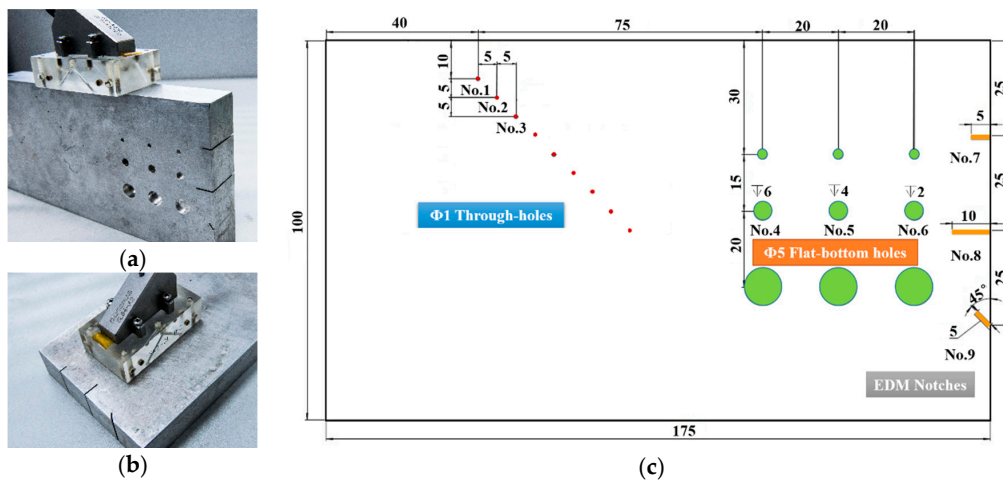 40
75
20
20
10
5
5
5
5
No.1
No.2
No.3
30
25
5
No.7
15
25
6
4
2
10
100
Φ1 Through-holes
No.4
No.5
No.6
No.8
20
Φ5 Flat-bottom holes
25
45°
5
No.9
EDM Notches
175
(a)
(b)
(c)